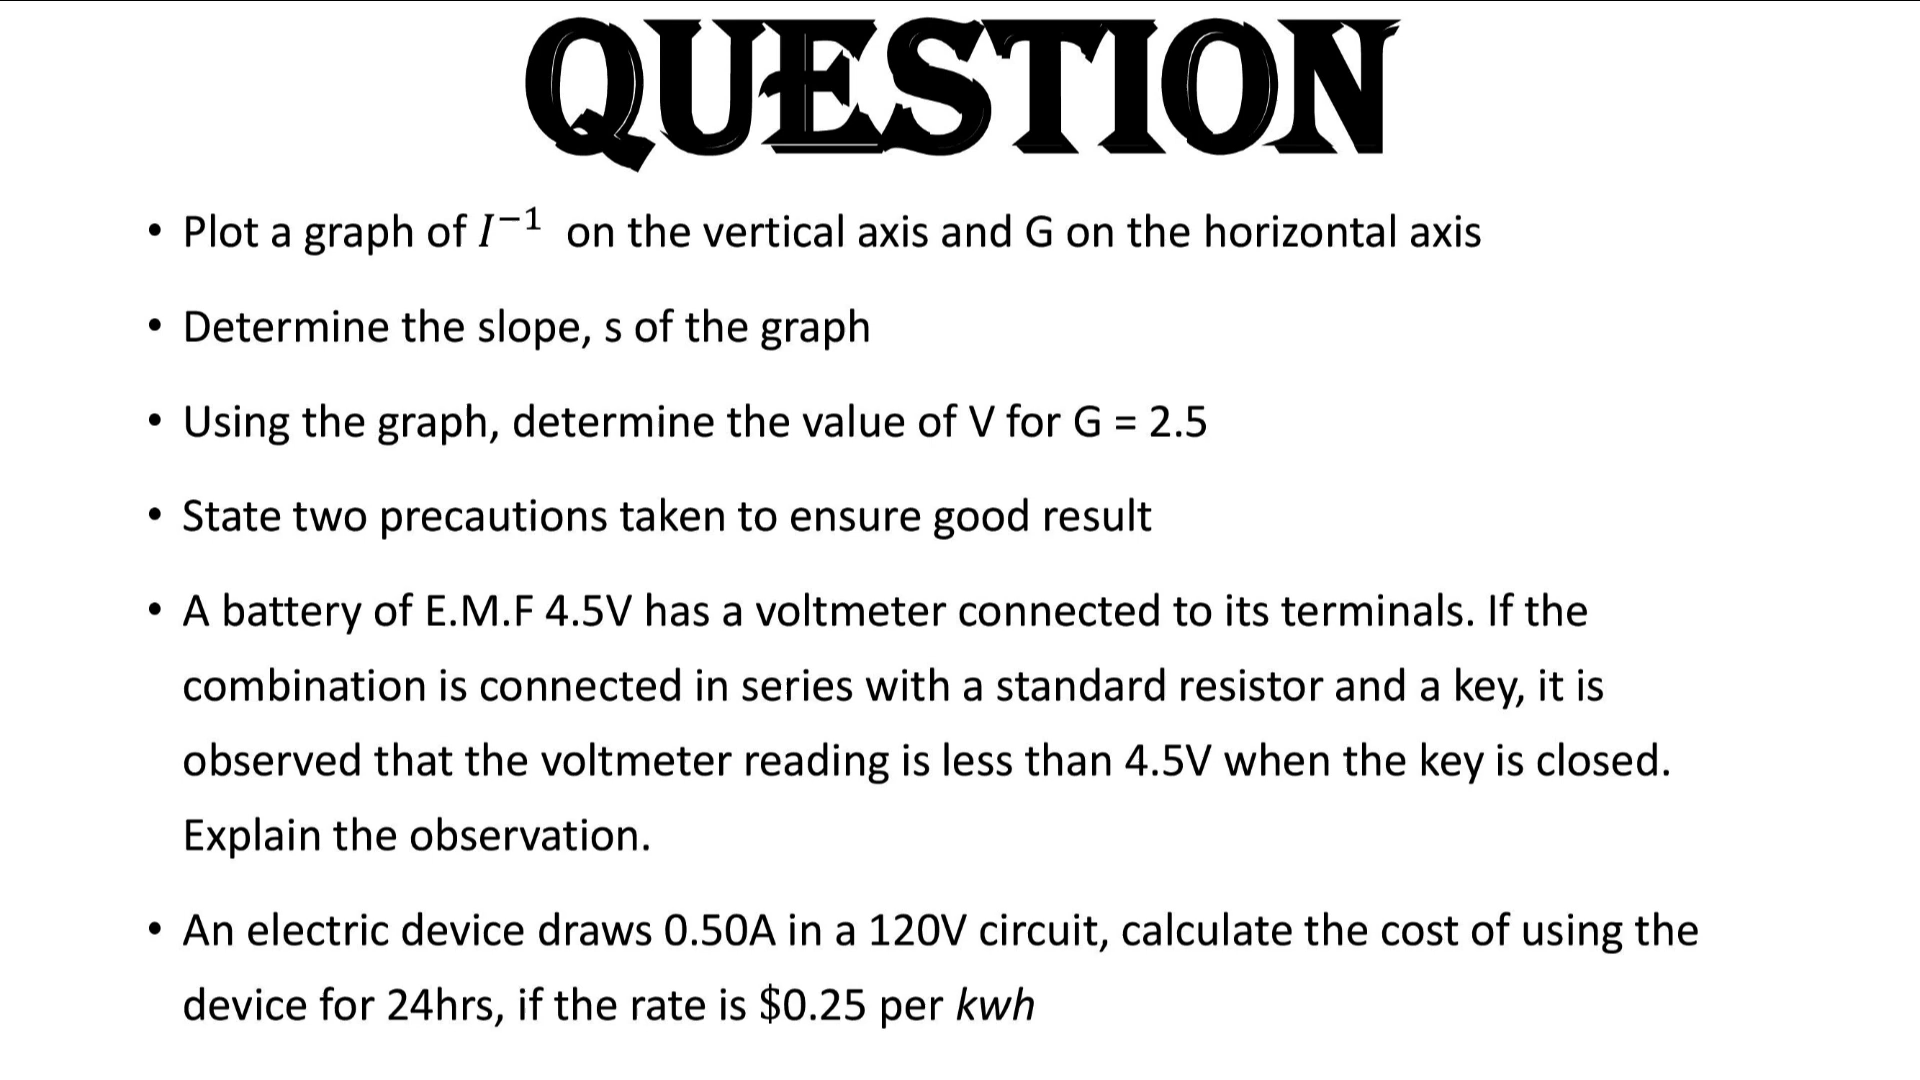 QUESTION
• Plot a graph of I⁻¹ on the vertical axis and G on the horizontal axis
• Determine the slope, s of the graph
• Using the graph, determine the value of V for G = 2.5
• State two precautions taken to ensure good result
• A battery of E.M.F 4.5V has a voltmeter connected to its terminals. If the
combination is connected in series with a standard resistor and a key, it is
observed that the voltmeter reading is less than 4.5V when the key is closed.
Explain the observation.
• An electric device draws 0.50A in a 120V circuit, calculate the cost of using the
device for 24hrs, if the rate is $0.25 per kwh